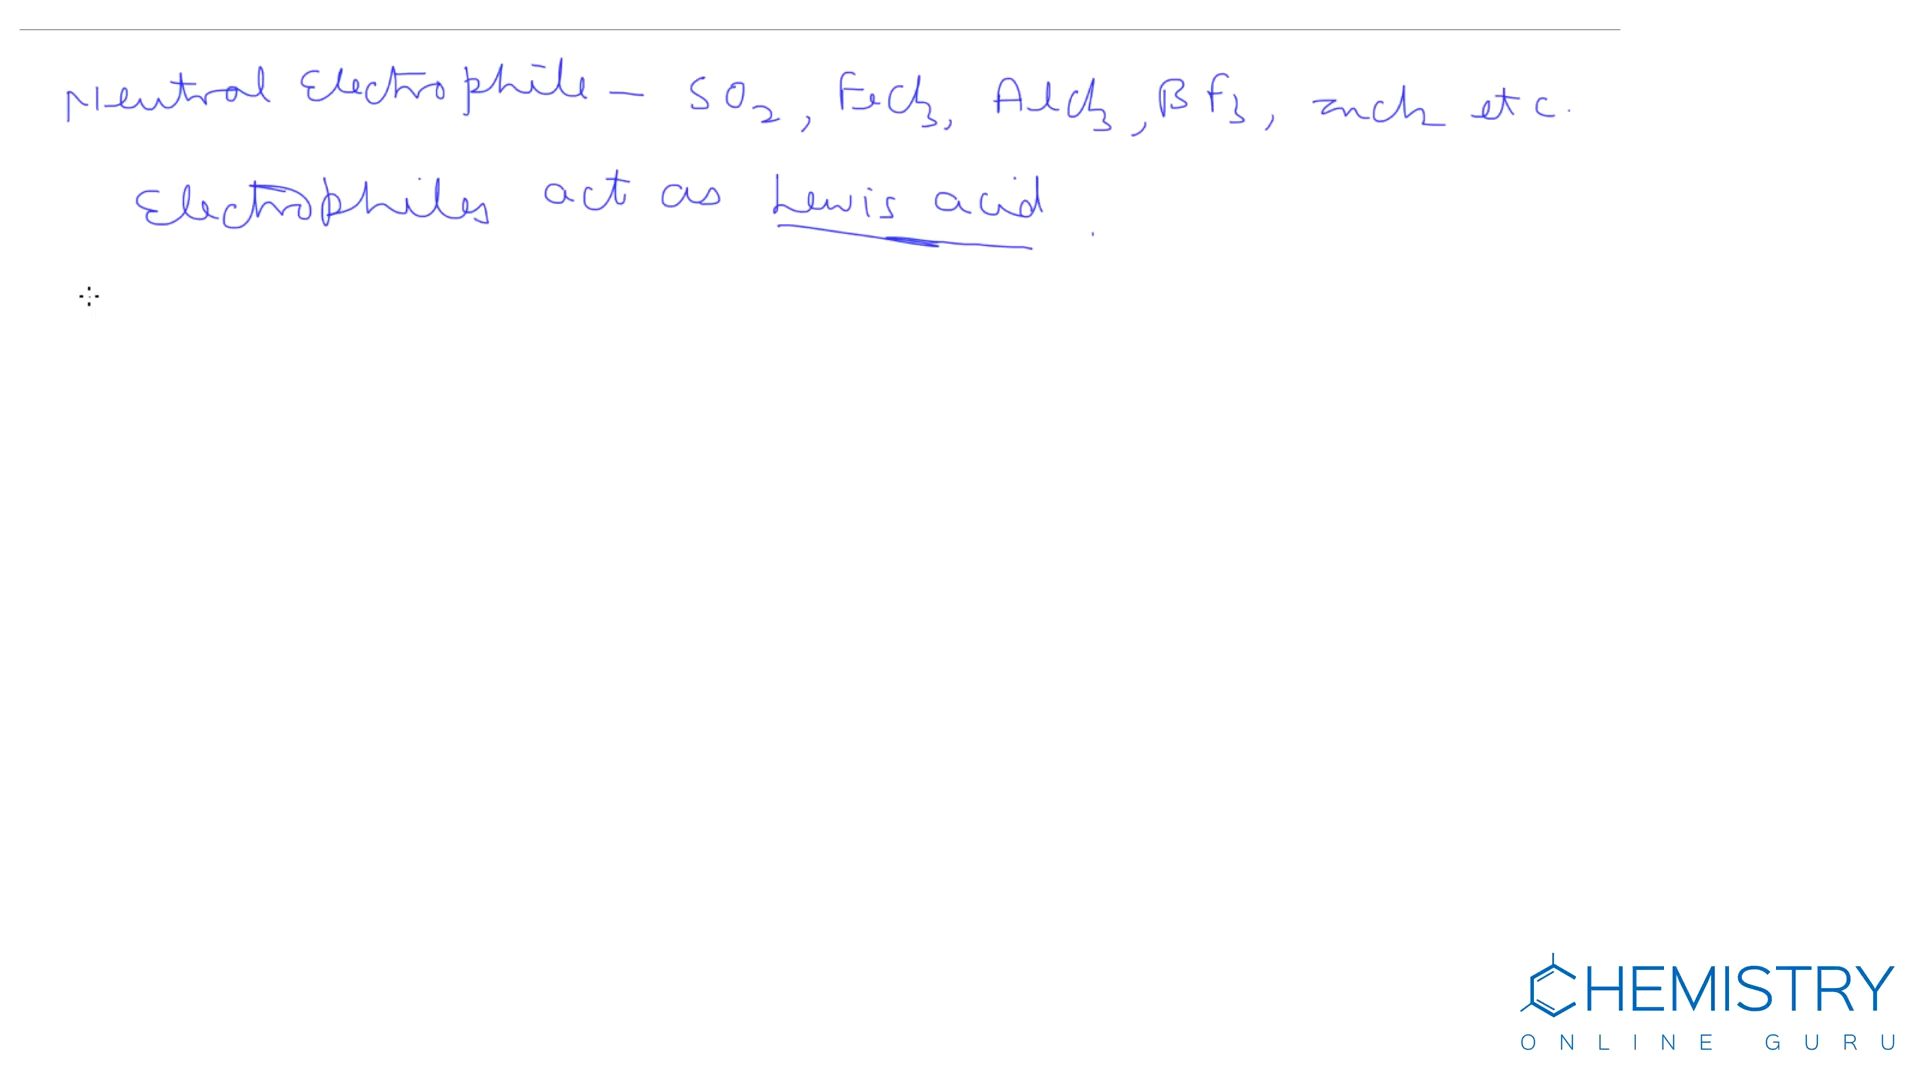 Neutral Electrophile – SO₂, FeCl₃, AlCl₃, BF₃, ZnCl₂ etc.
Electrophiles act as Lewis acid.
CHEMISTRY
ONLINE GURU